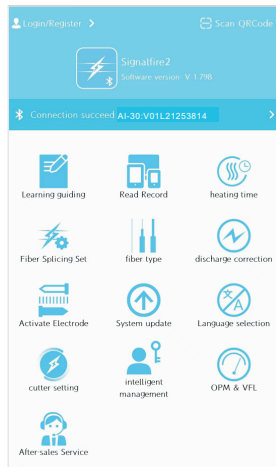 Login/Register >
Scan QRCode
Signalfire2
Software version: V 1.798
Connection succeed AI-30:V01L21253814 >
Learning guiding
Read Record
heating time
Fiber Splicing Set
fiber type
discharge correction
Activate Electrode
System update
Language selection
cutter setting
intelligent
management
OPM & VFL
After-sales Service